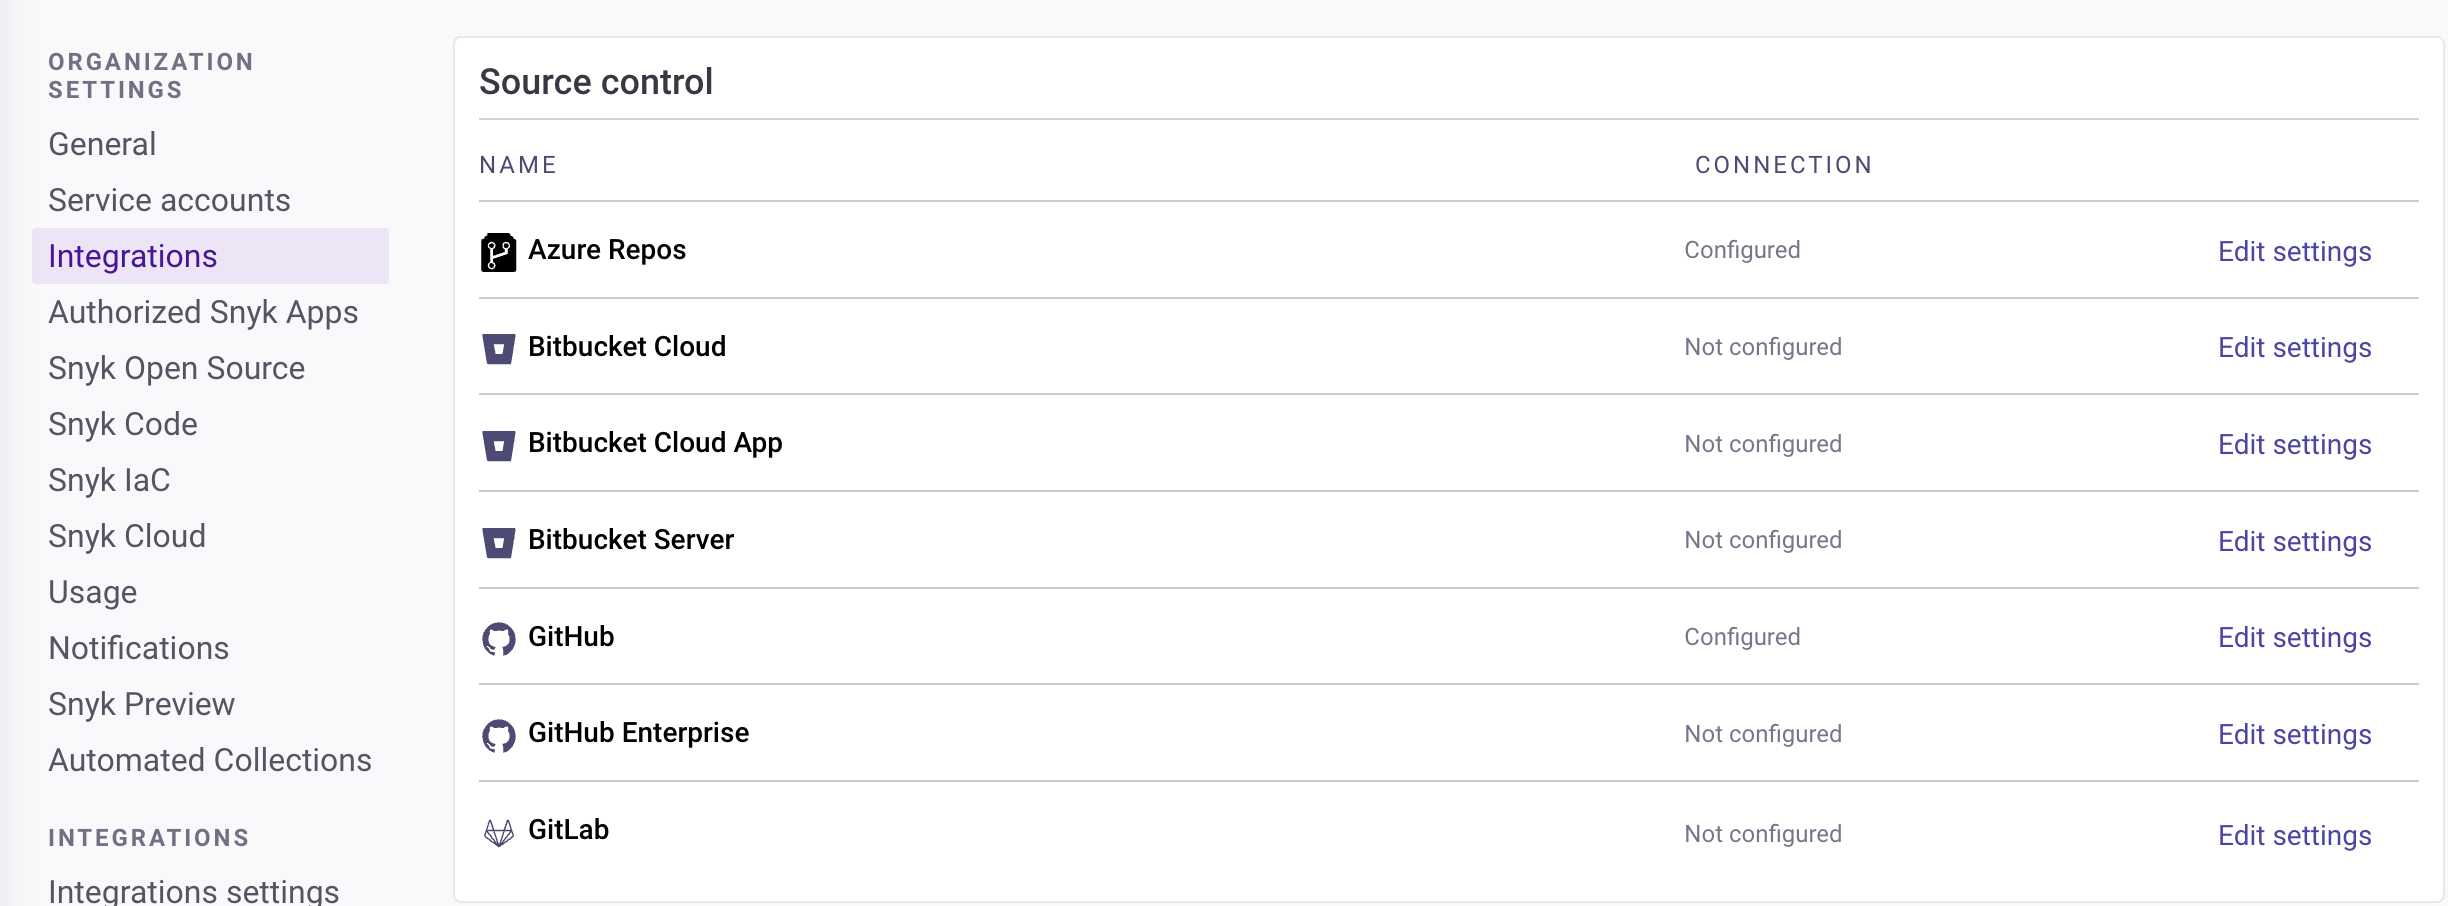 ORGANIZATION
SETTINGS
General
Service accounts
Integrations
Authorized Snyk Apps
Snyk Open Source
Snyk Code
Snyk IaC
Snyk Cloud
Usage
Notifications
Snyk Preview
Automated Collections
INTEGRATIONS
Integrations settings
Source control
NAME CONNECTION
Azure Repos Configured Edit settings
Bitbucket Cloud Not configured Edit settings
Bitbucket Cloud App Not configured Edit settings
Bitbucket Server Not configured Edit settings
GitHub Configured Edit settings
GitHub Enterprise Not configured Edit settings
GitLab Not configured Edit settings